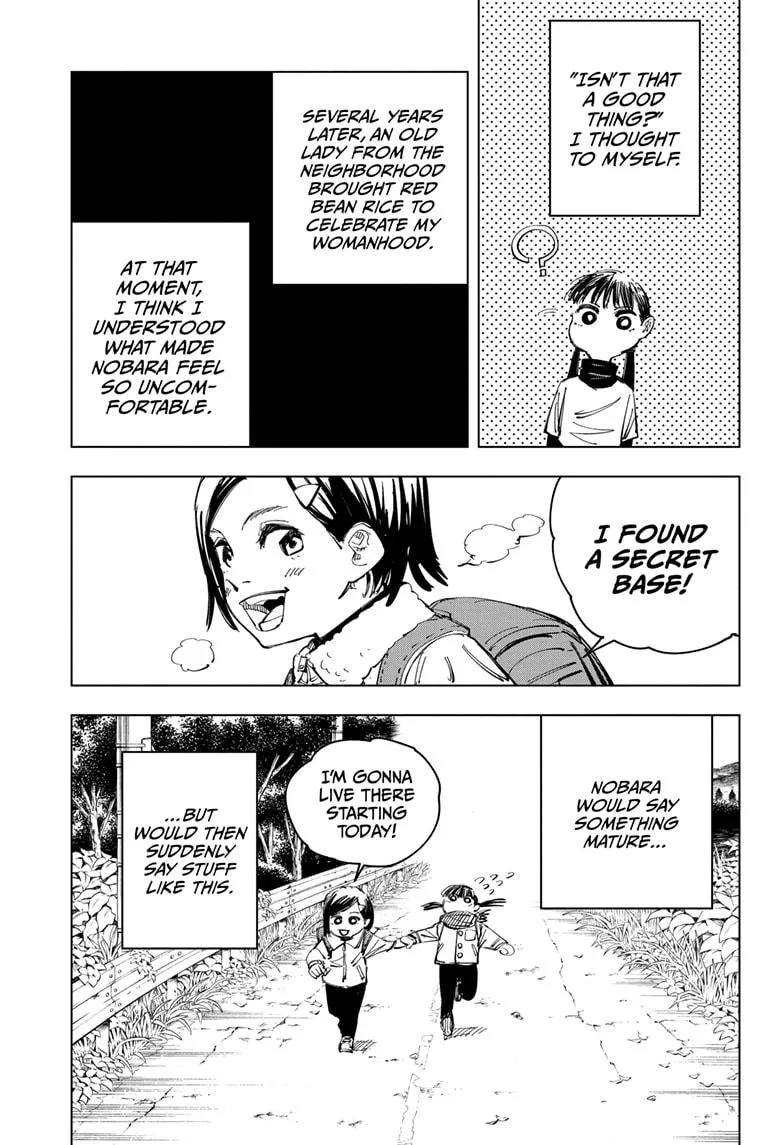 "ISN'T THAT
A GOOD
THING?"
I THOUGHT
TO MYSELF.
SEVERAL YEARS
LATER, AN OLD
LADY FROM THE
NEIGHBORHOOD
BROUGHT RED
BEAN RICE TO
CELEBRATE MY
WOMANHOOD.
AT THAT
MOMENT,
I THINK I
UNDERSTOOD
WHAT MADE
NOBARA FEEL
SO UNCOM-
FORTABLE.
I FOUND
A SECRET
BASE!
NOBARA
WOULD SAY
SOMETHING
MATURE...
I'M GONNA
LIVE THERE
STARTING
TODAY!
...BUT
WOULD THEN
SUDDENLY
SAY STUFF
LIKE THIS.